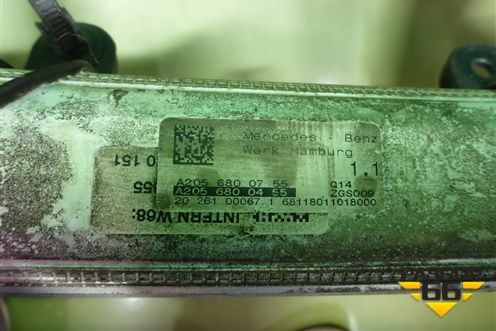 Mercedes - Benz
Werk Hamburg
1.1
A205 680 07 55
A205 680 04 55
Q14
ZGS009
20 261 00067.1 68118011018000
0 151
55
INTERN W68:
66